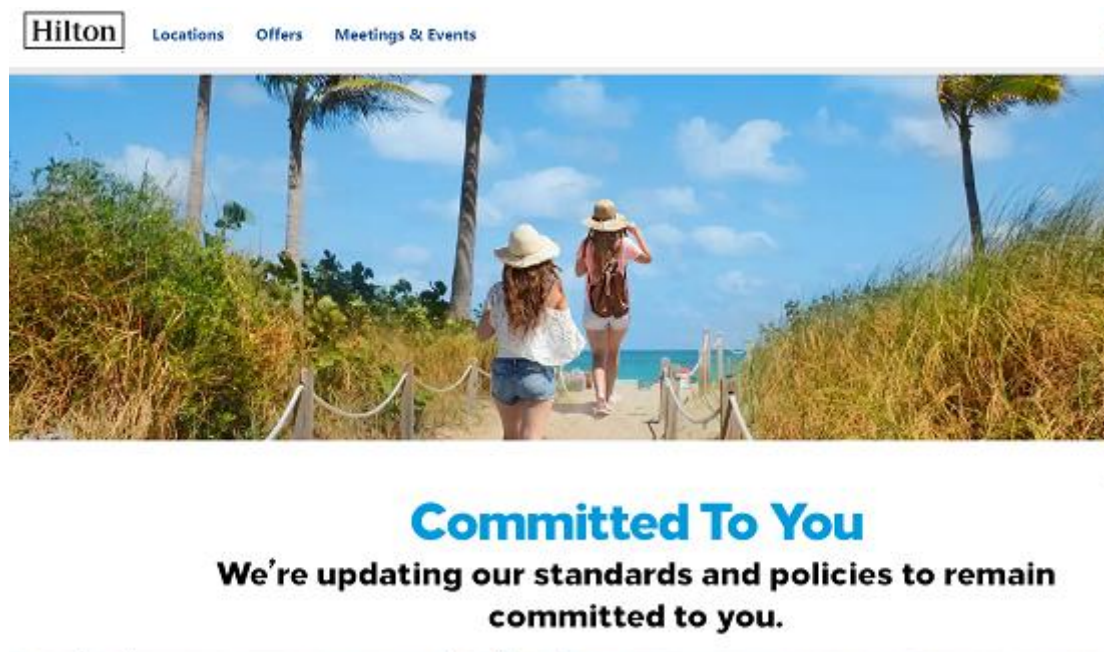 Hilton Locations Offers Meetings & Events
Committed To You
We're updating our standards and policies to remain
committed to you.